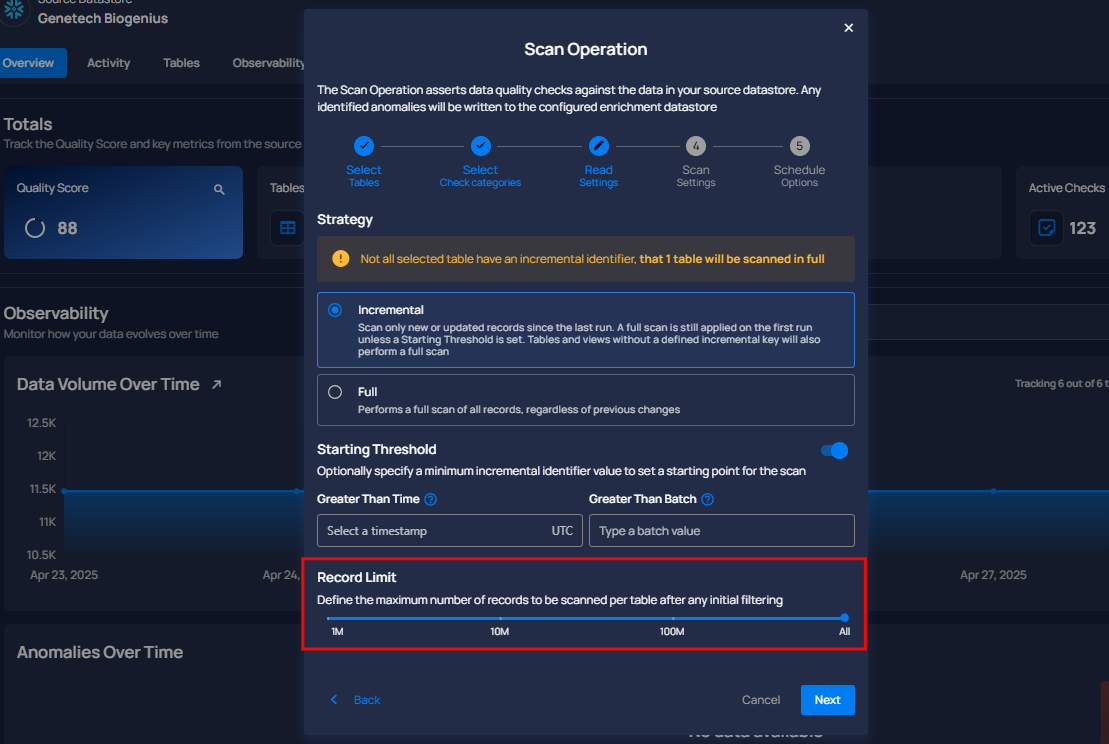 Source Datastore
Genetech Biogenius
Overview
Activity
Tables
Observability
Totals
Track the Quality Score and key metrics from the source
Quality Score
88
Tables
Active Checks
123
Observability
Monitor how your data evolves over time
Data Volume Over Time
Tracking 6 out of 6 t
12.5K
12K
11.5K
11K
10.5K
Apr 23, 2025
Apr 24,
Apr 27, 2025
Anomalies Over Time
No data available
Scan Operation
The Scan Operation asserts data quality checks against the data in your source datastore. Any
identified anomalies will be written to the configured enrichment datastore
Select
Tables
Select
Check categories
Read
Settings
4
Scan
Settings
5
Schedule
Options
Strategy
Not all selected table have an incremental identifier, that 1 table will be scanned in full
Incremental
Scan only new or updated records since the last run. A full scan is still applied on the first run
unless a Starting Threshold is set. Tables and views without a defined incremental key will also
perform a full scan
Full
Performs a full scan of all records, regardless of previous changes
Starting Threshold
Optionally specify a minimum incremental identifier value to set a starting point for the scan
Greater Than Time
Greater Than Batch
Select a timestamp UTC
Type a batch value
Record Limit
Define the maximum number of records to be scanned per table after any initial filtering
1M 10M 100M All
Back
Cancel
Next